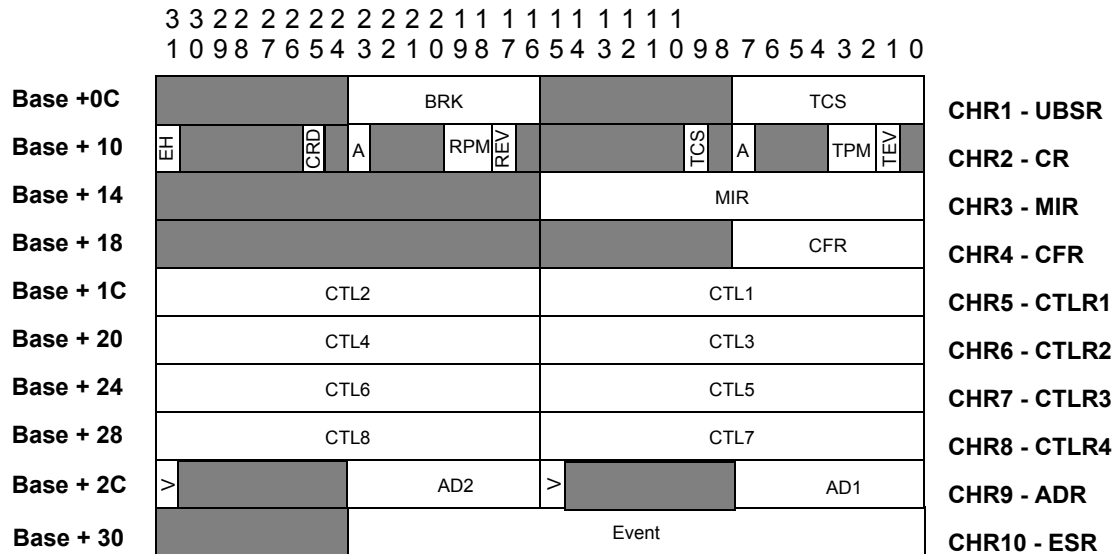 3 3 2 2 2 2 2 2 2 2 2 2 1 1 1 1 1 1 1 1 1 1
1 0 9 8 7 6 5 4 3 2 1 0 9 8 7 6 5 4 3 2 1 0 9 8 7 6 5 4 3 2 1 0
Base +0C BRK TCS CHR1 - UBSR
Base + 10 EH CRD A RPM REV TCS A TPM TEV CHR2 - CR
Base + 14 MIR CHR3 - MIR
Base + 18 CFR CHR4 - CFR
Base + 1C CTL2 CTL1 CHR5 - CTLR1
Base + 20 CTL4 CTL3 CHR6 - CTLR2
Base + 24 CTL6 CTL5 CHR7 - CTLR3
Base + 28 CTL8 CTL7 CHR8 - CTLR4
Base + 2C V AD2 V AD1 CHR9 - ADR
Base + 30 Event CHR10 - ESR